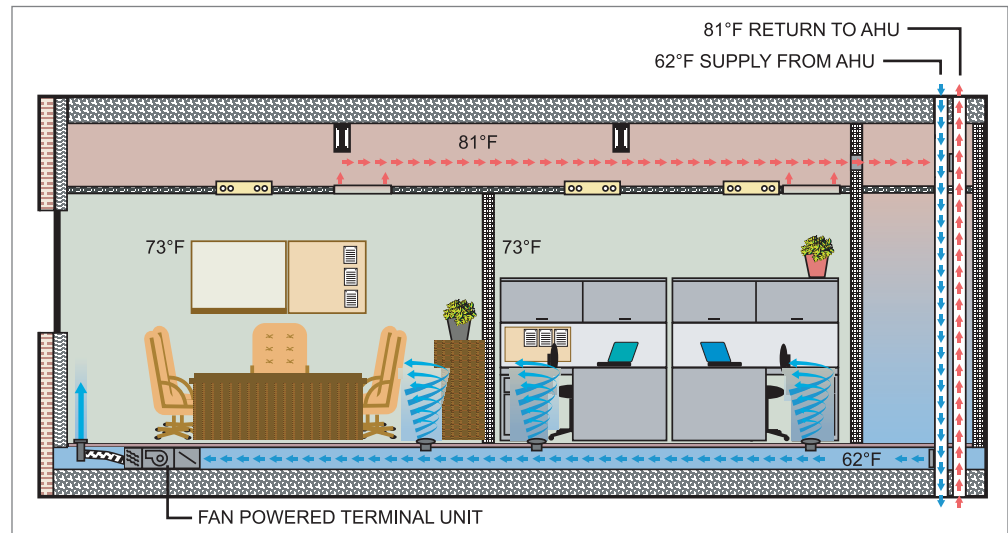 81°F RETURN TO AHU
62°F SUPPLY FROM AHU
81°F
73°F
73°F
62°F
FAN POWERED TERMINAL UNIT